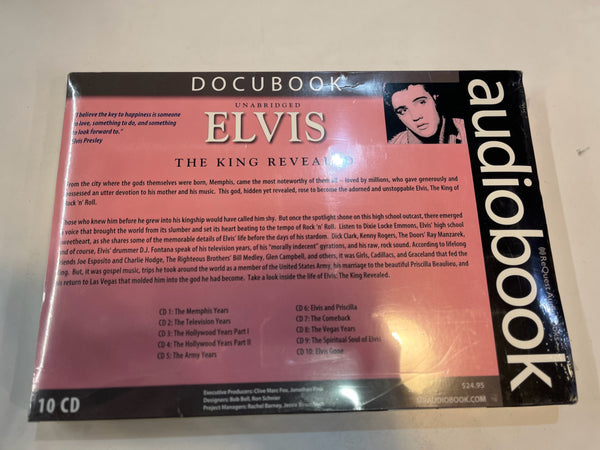 DOCUBOOK
UNABRIDGED
ELVIS
THE KING REVEALED
"I believe the key to happiness is someone
to love, something to do, and something
to look forward to."
Elvis Presley
From the city where the gods themselves were born, Memphis, came the most noteworthy of them all – loved by millions, who gave generously and
possessed an utter devotion to his mother and his music. This god, hidden yet revealed, rose to become the adorned and unstoppable Elvis, The King of
Rock 'n' Roll.
Those who knew him before he grew into his kingship would have called him shy. But once the spotlight shone on this high school outcast, there emerged
a voice that brought the world from its slumber and set its heart beating to the tempo of Rock 'n' Roll. Listen to Dixie Locke Emmons, Elvis' high school
sweetheart, as she shares some of the memorable details of Elvis' life before the days of his stardom. Dick Clark, Kenny Rogers, The Doors' Ray Manzarek,
and of course, Elvis' drummer D.J. Fontana speak of his television years, of his "morally indecent" gyrations, and his raw, rock sound. According to lifelong
friends Joe Esposito and Charlie Hodge, The Righteous Brothers' Bill Medley, Glen Campbell, and others, it was Girls, Cadillacs, and Graceland that fed the
King. But, it was gospel music, trips he took around the world as a member of the United States Army, his marriage to the beautiful Priscilla Beaulieu, and
his return to Las Vegas that molded him into the god he had become. Take a look inside the life of Elvis: The King Revealed.
CD 1: The Memphis Years
CD 2: The Television Years
CD 3: The Hollywood Years Part I
CD 4: The Hollywood Years Part II
CD 5: The Army Years
CD 6: Elvis and Priscilla
CD 7: The Comeback
CD 8: The Vegas Years
CD 9: The Spiritual Soul of Elvis
CD 10: Elvis Gone
10 CD
Executive Producers: Clive Marc Fox, Jonathan
Designers: Bob Bell, Ron Schnier
Project Managers: Rachel Barney,
$24.95
AUDIOBOOK.COM
audiobook
ReQuest